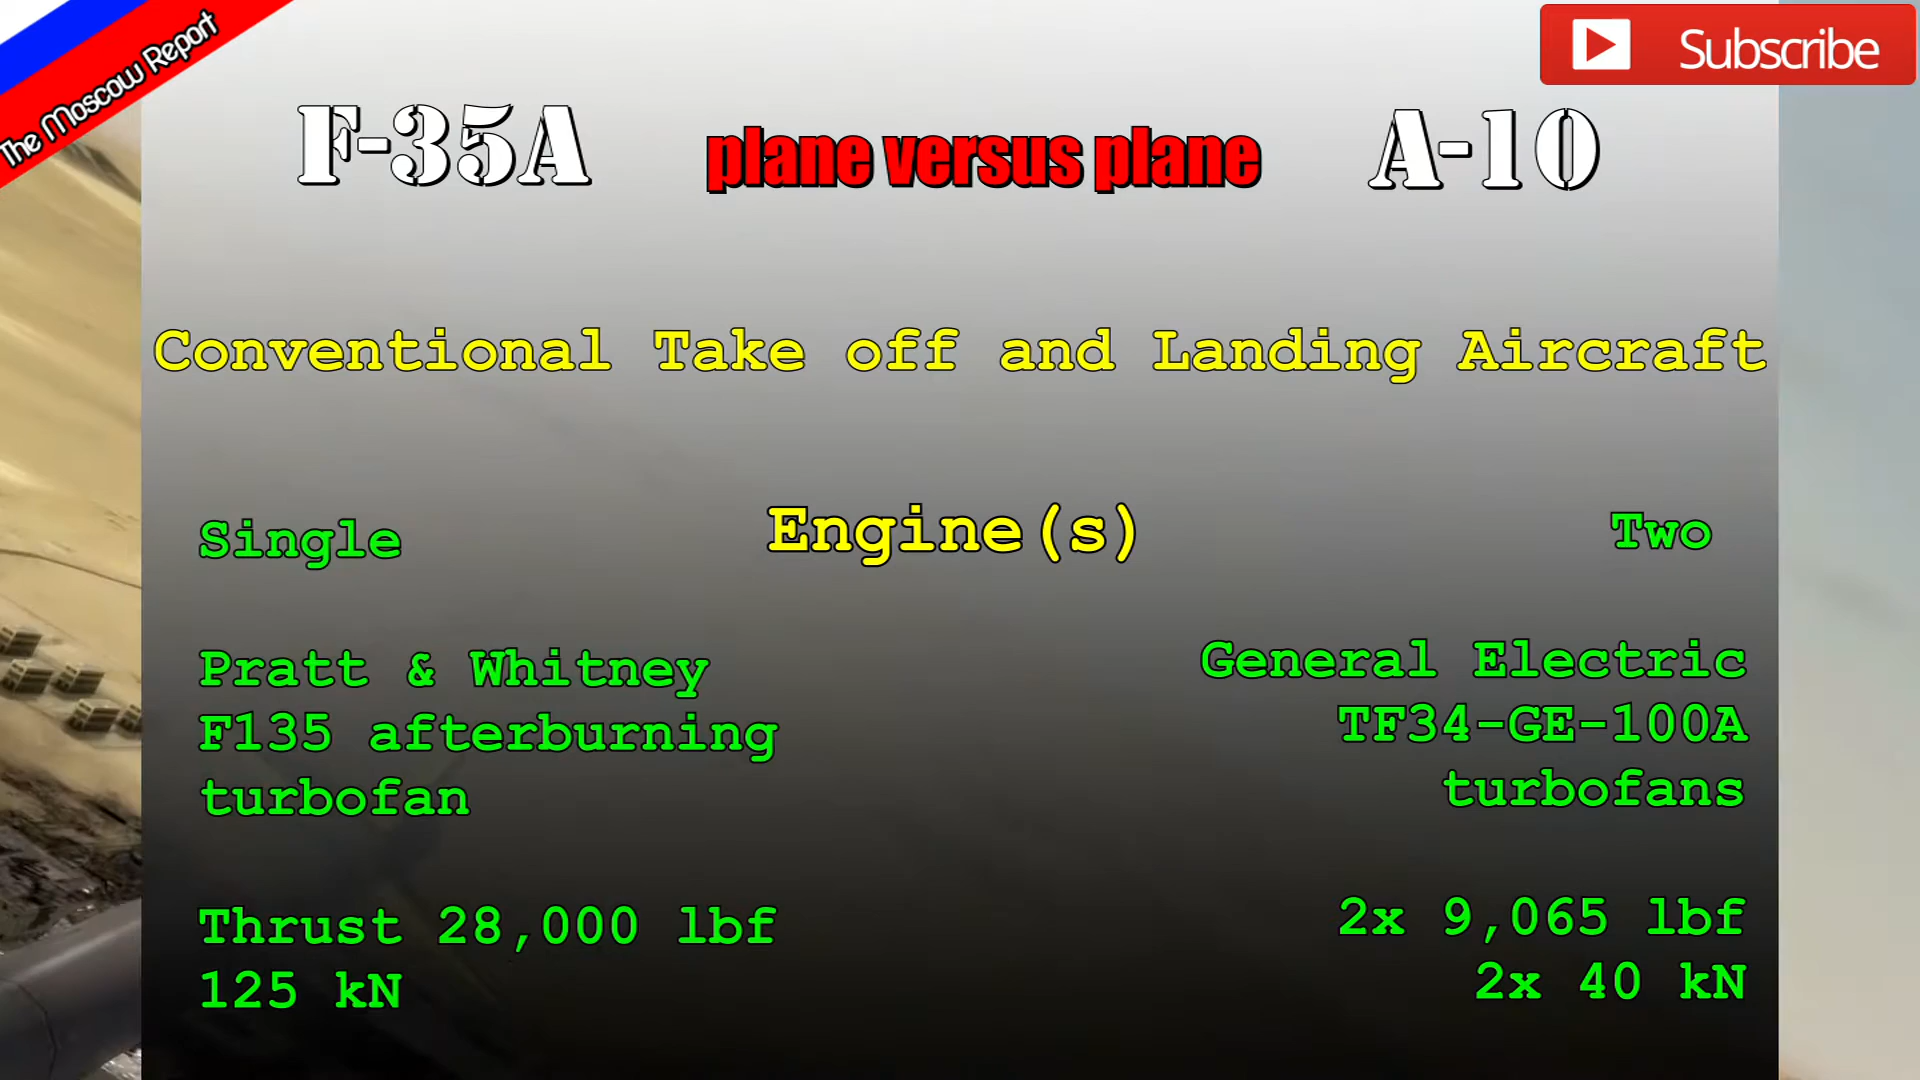 The Moscow Report
Subscribe
F-35A plane versus plane A-10
Conventional Take off and Landing Aircraft
Single Engine(s) Two
Pratt & Whitney
F135 afterburning
turbofan
General Electric
TF34-GE-100A
turbofans
Thrust 28,000 lbf
125 kN
2x 9,065 lbf
2x 40 kN